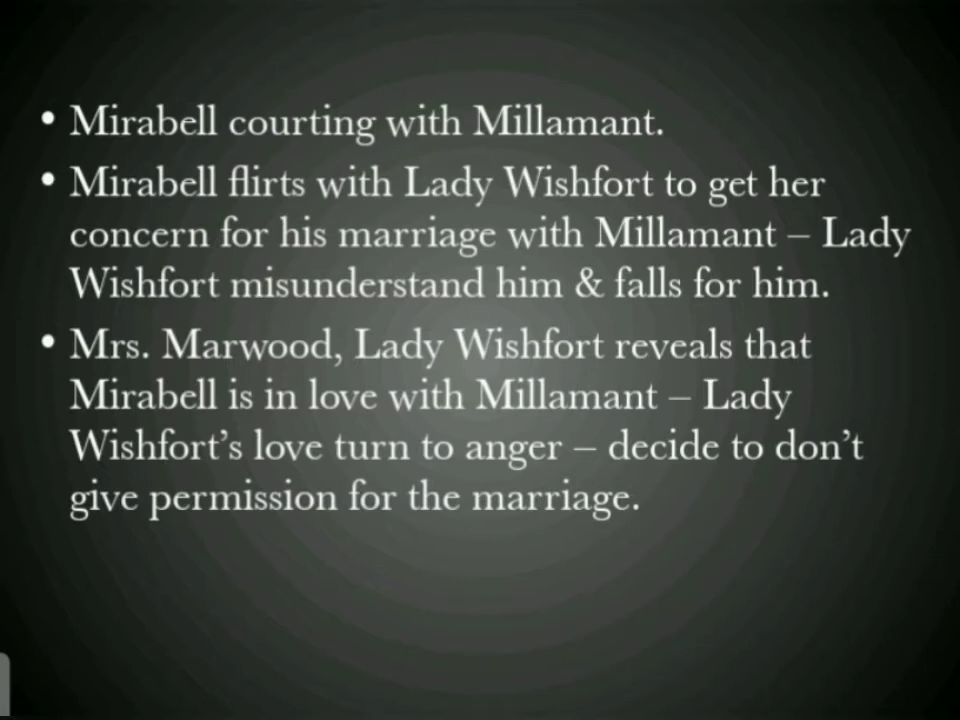 • Mirabell courting with Millamant.
• Mirabell flirts with Lady Wishfort to get her
concern for his marriage with Millamant – Lady
Wishfort misunderstand him & falls for him.
• Mrs. Marwood, Lady Wishfort reveals that
Mirabell is in love with Millamant – Lady
Wishfort’s love turn to anger – decide to don’t
give permission for the marriage.